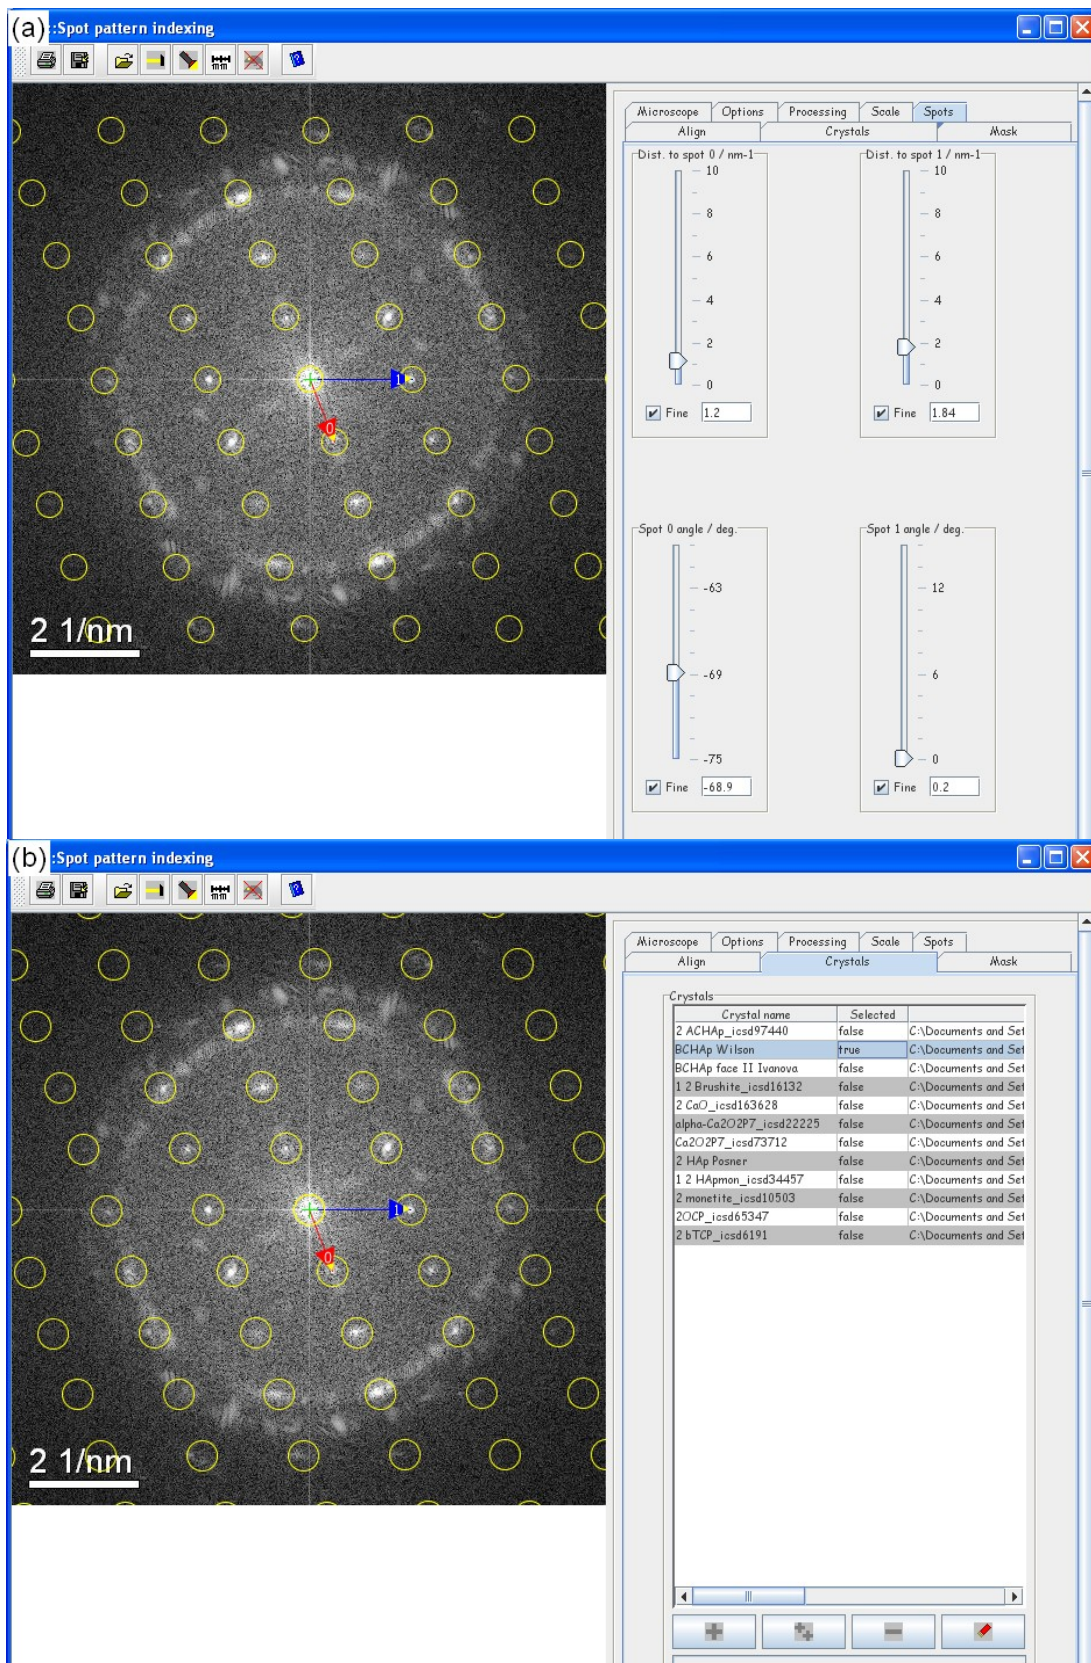 (a) ::Spot pattern indexing
Microscope Options Processing Scale Spots
Align Crystals Mask
Dist. to spot 0 / nm-1 Dist. to spot 1 / nm-1
10 10
8 8
6 6
4 4
2 2
0 0
Fine 1.2 Fine 1.84
1
0
Spot 0 angle / deg. Spot 1 angle / deg.
-63 12
-69 6
-75 0
Fine -68.9 Fine 0.2
2 1/nm
(b) ::Spot pattern indexing
Microscope Options Processing Scale Spots
Align Crystals Mask
Crystals
Crystal name Selected
2 ACHAp_icsd97440 false C:\Documents and Set
BCHAp Wilson true C:\Documents and Set
BCHAp face II Ivanova false C:\Documents and Set
1 2 Brushite_icsd16132 false C:\Documents and Set
2 CaO_icsd163628 false C:\Documents and Set
alpha-Ca2O2P7_icsd22225 false C:\Documents and Set
Ca2O2P7_icsd73712 false C:\Documents and Set
2 HAp Posner false C:\Documents and Set
1 2 HApmon_icsd34457 false C:\Documents and Set
2 monetite_icsd10503 false C:\Documents and Set
2OCP_icsd65347 false C:\Documents and Set
2 bTCP_icsd6191 false C:\Documents and Set
1
0
2 1/nm